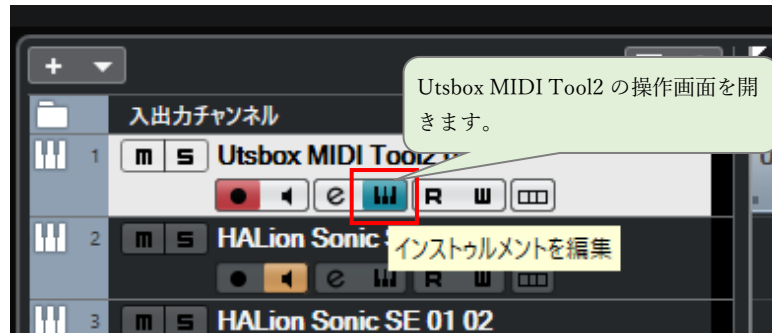 Utsbox MIDI Tool2 の操作画面を開
きます。
入出力チャンネル
1 m s Utsbox MIDI Tool2
e R W
2 m s HALion Sonic
インストゥルメントを編集
e R W
3 m s HALion Sonic SE 01 02